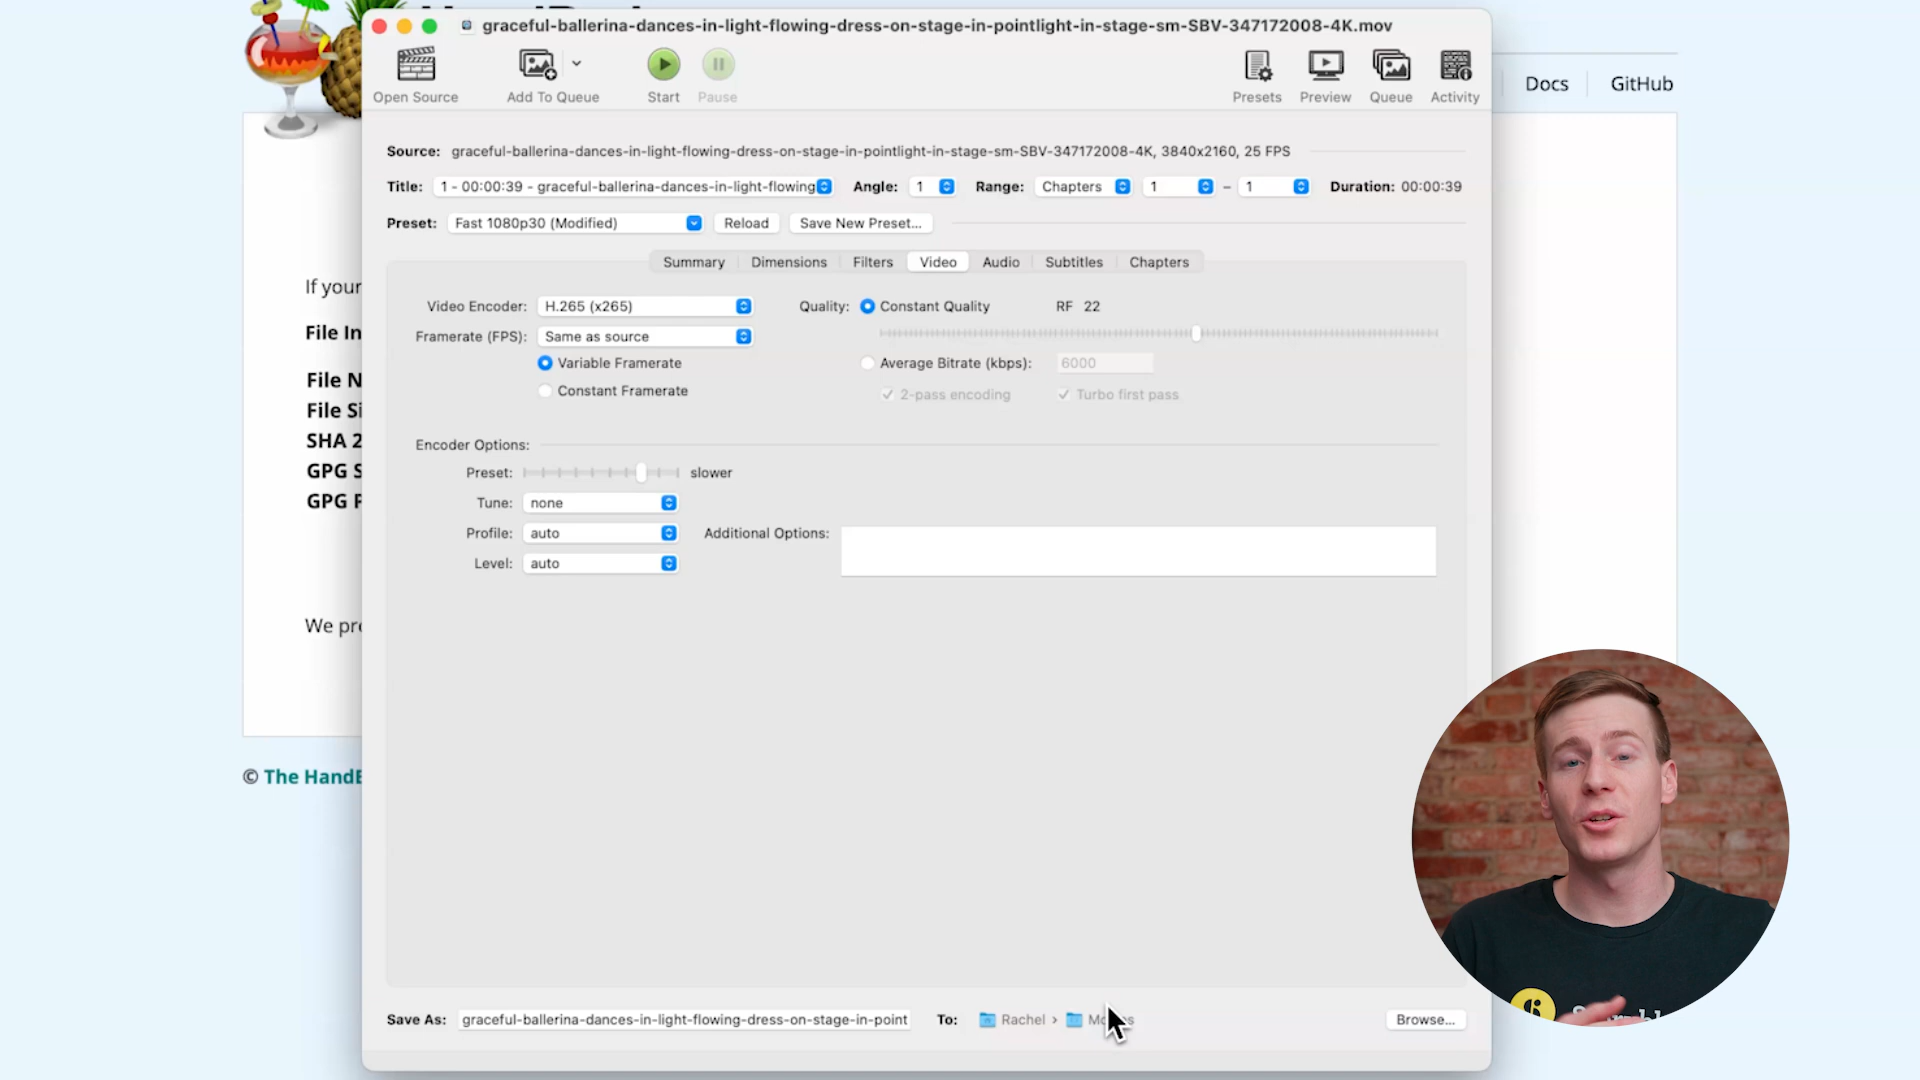 graceful-ballerina-dances-in-light-flowing-dress-on-stage-in-pointlight-in-stage-sm-SBV-347172008-4K.mov
Open Source
Add To Queue
Start
Pause
Presets
Preview
Queue
Activity
Docs
GitHub
Source: graceful-ballerina-dances-in-light-flowing-dress-on-stage-in-pointlight-in-stage-sm-SBV-347172008-4K, 3840x2160, 25 FPS
Title: 1 - 00:00:39 - graceful-ballerina-dances-in-light-flowing Angle: 1 Range: Chapters 1 – 1 Duration: 00:00:39
Preset: Fast 1080p30 (Modified) Reload Save New Preset...
Summary Dimensions Filters Video Audio Subtitles Chapters
Video Encoder: H.265 (x265) Quality: Constant Quality RF 22
Framerate (FPS): Same as source
Variable Framerate Average Bitrate (kbps): 6000
Constant Framerate 2-pass encoding Turbo first pass
Encoder Options:
Preset: slower
Tune: none
Profile: auto Additional Options:
Level: auto
If your
File In
File N
File Si
SHA 2
GPG S
GPG P
We pre
© The HandB
Save As: graceful-ballerina-dances-in-light-flowing-dress-on-stage-in-point To: Rachel › Browse...